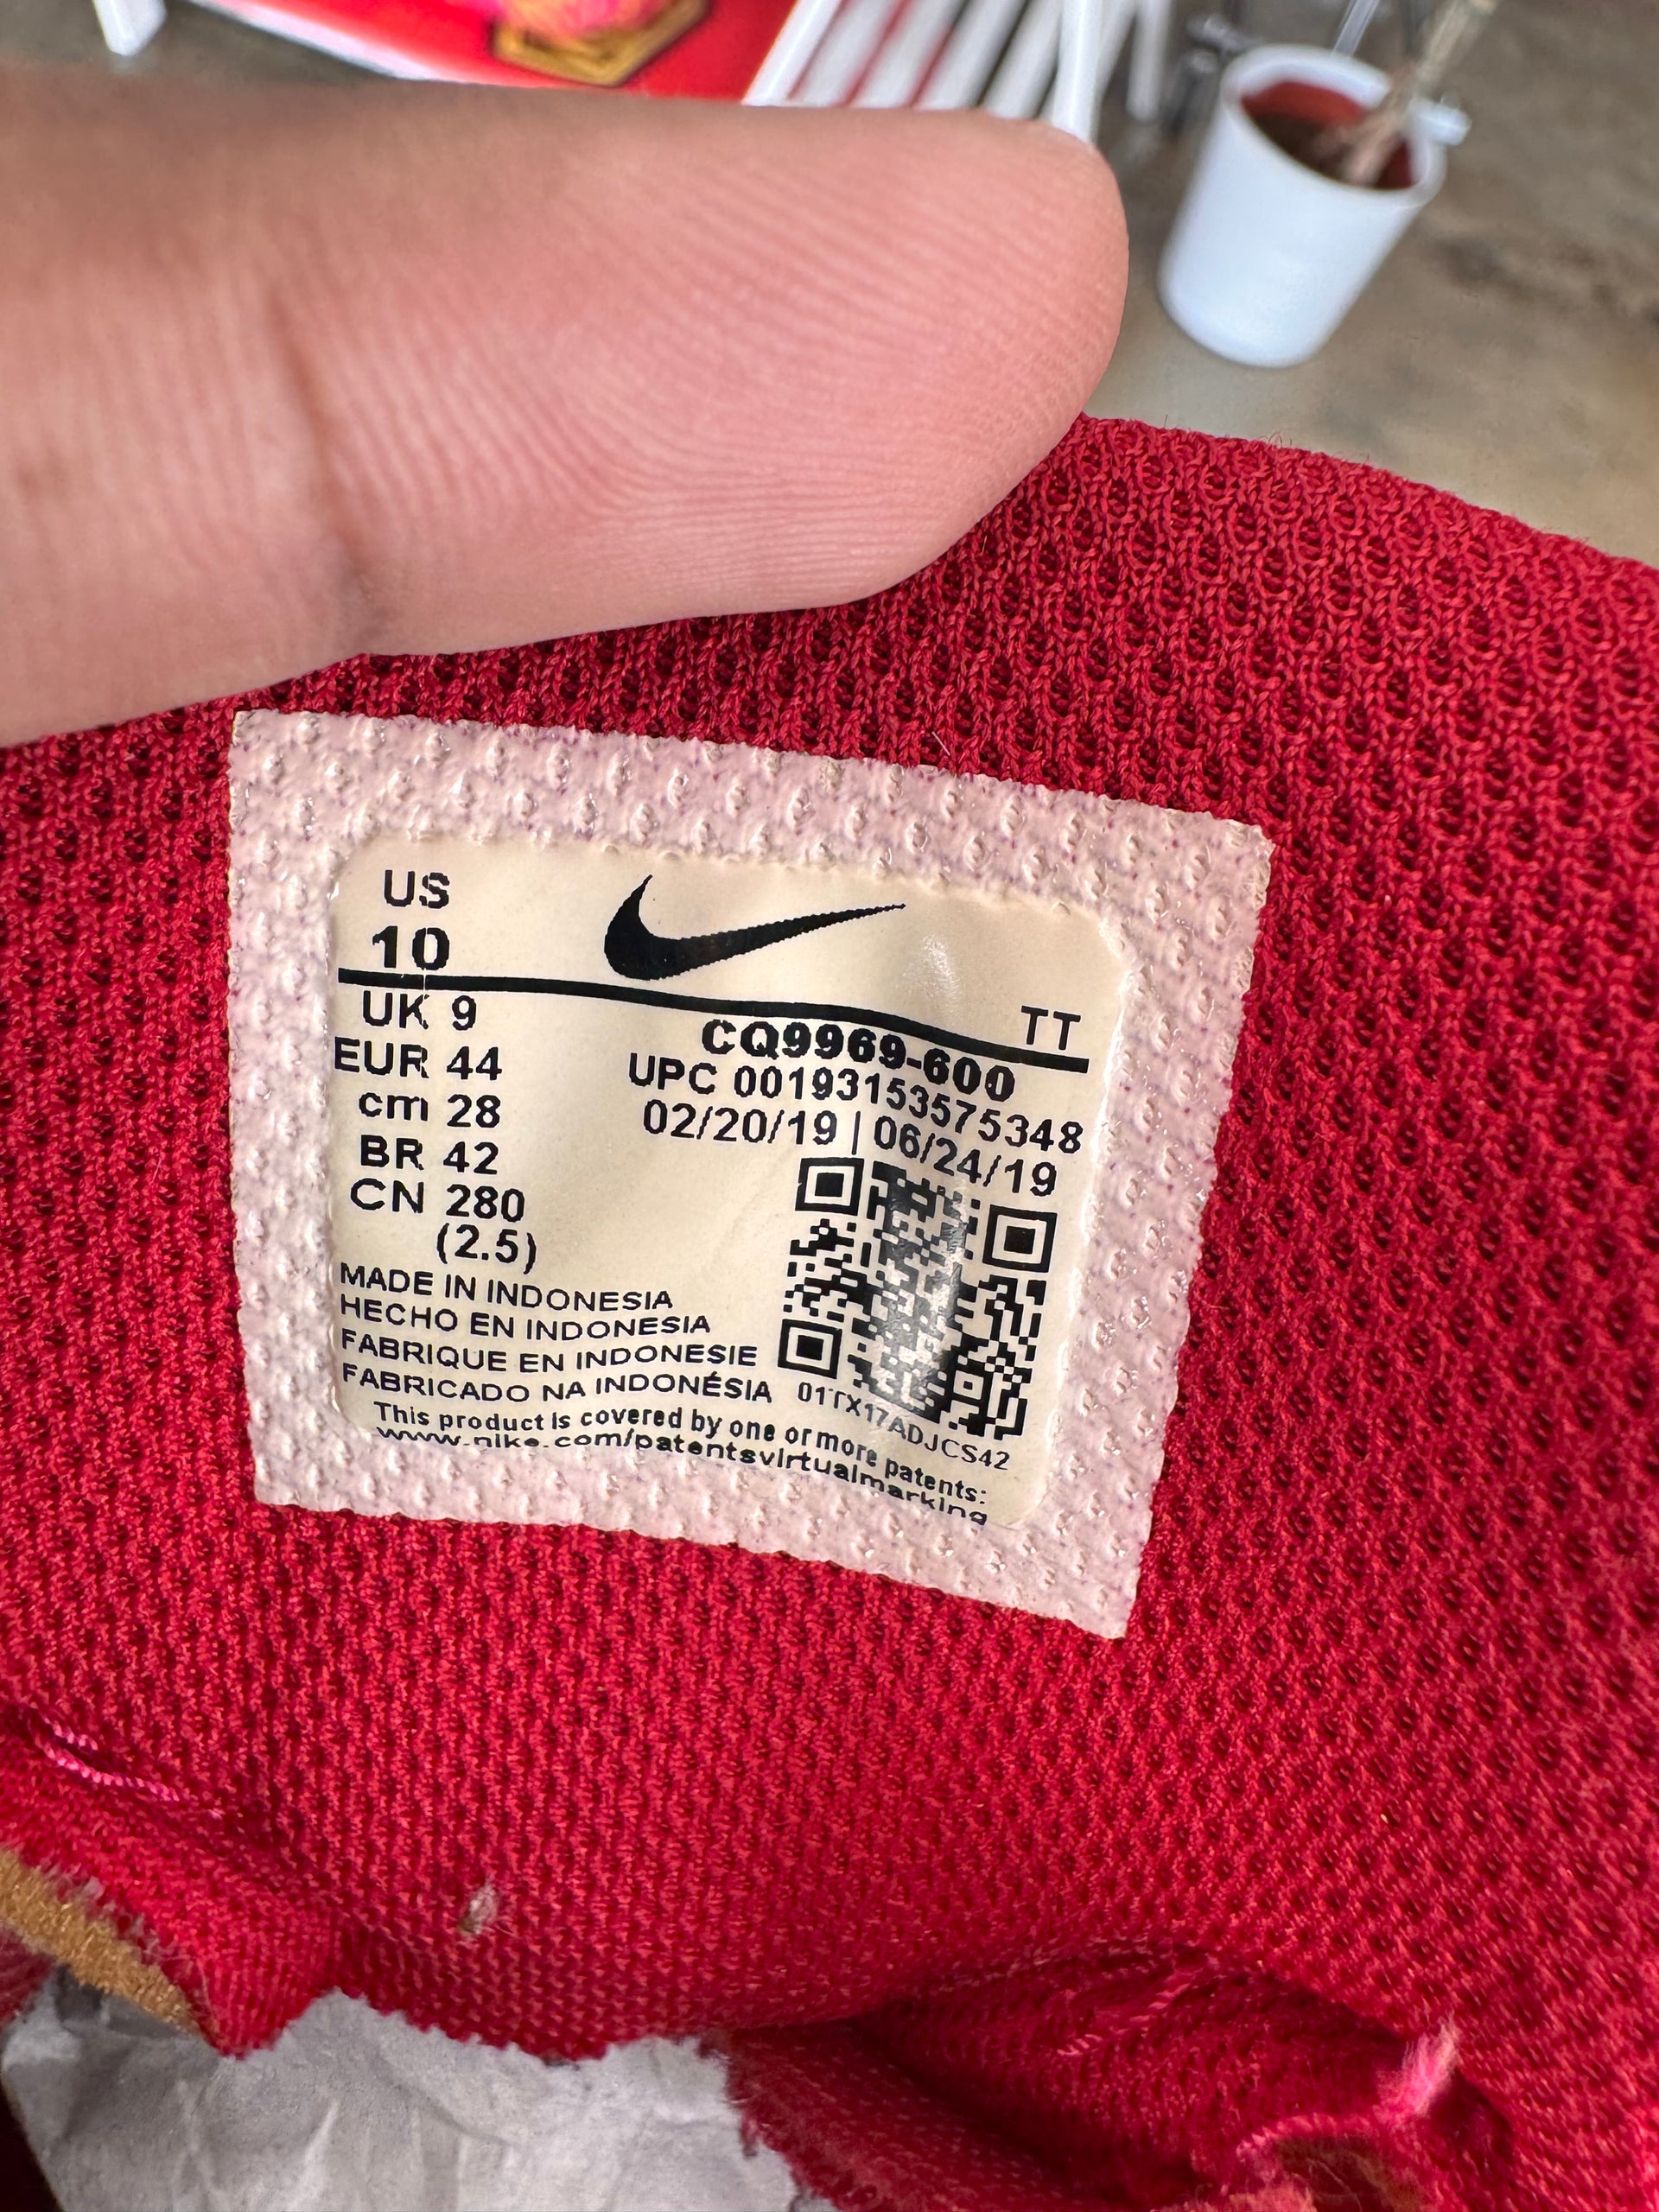 US
10
TT
UK 9
EUR 44
cm 28
BR 42
CN 280
(2.5)
CQ9969-600
UPC 00193153575348
02/20/19 | 06/24/19
MADE IN INDONESIA
HECHO EN INDONESIA
FABRIQUE EN INDONESIE
FABRICADO NA INDONÉSIA
01TX17ADJCS42
This product is covered by one or more patents:
www.nike.com/patentsvirtualmarking